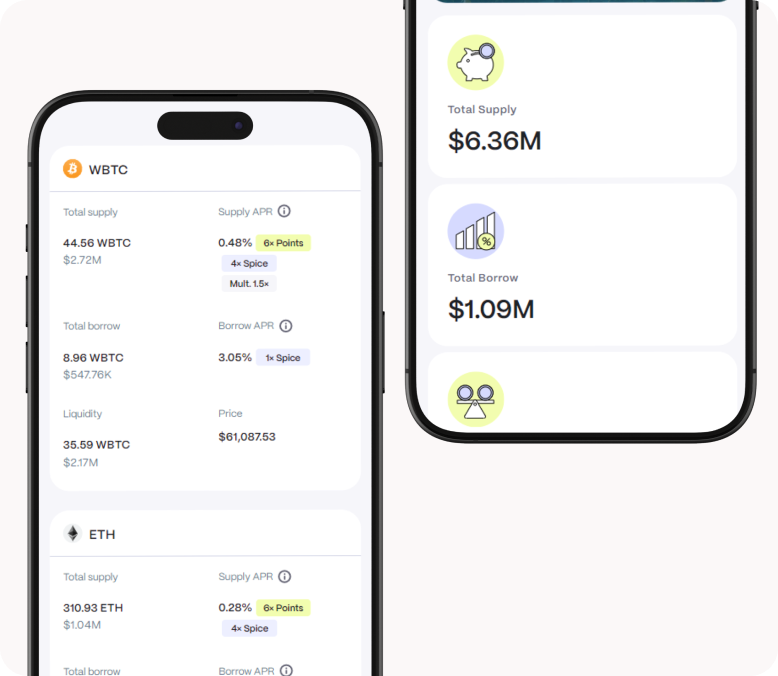 WBTC
Total supply
Supply APR
44.56 WBTC
0.48% 6× Points
$2.72M
4× Spice
Mult. 1.5×
Total borrow
Borrow APR
8.96 WBTC
3.05% 1× Spice
$547.76K
Liquidity
Price
35.59 WBTC
$61,087.53
$2.17M
ETH
Total supply
Supply APR
310.93 ETH
0.28% 6× Points
$1.04M
4× Spice
Total borrow
Borrow APR
Total Supply
$6.36M
%
Total Borrow
$1.09M